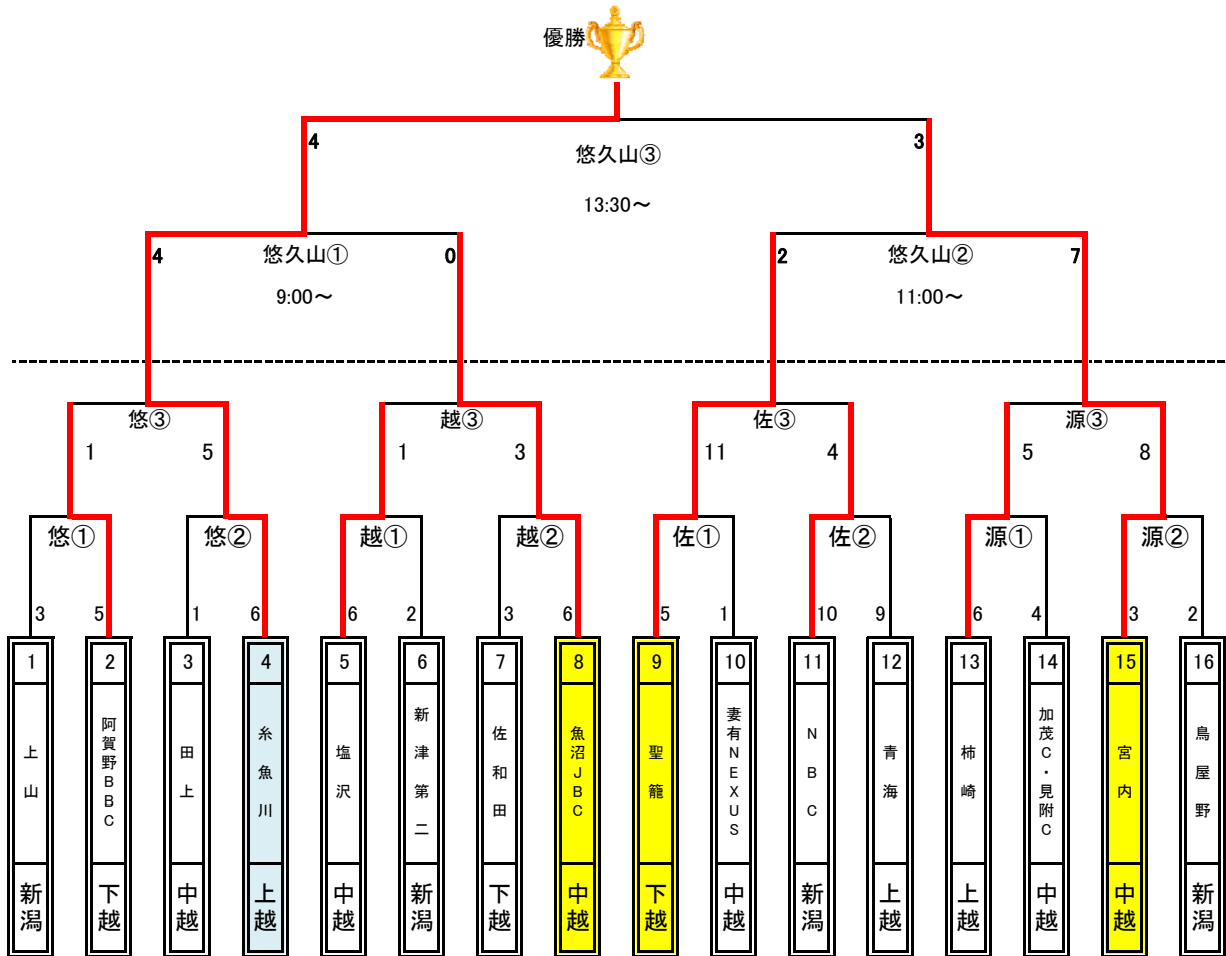 優勝
4 3
悠久山③
13:30～
4 悠久山① 0 2 悠久山② 7
9:00～ 11:00～
悠③ 越③ 佐③ 源③
1 5 1 3 11 4 5 8
悠① 悠② 越① 越② 佐① 佐② 源① 源②
3 5 1 6 6 2 3 6 5 1 10 9 6 4 3 2
1 2 3 4 5 6 7 8 9 10 11 12 13 14 15 16
上山
阿賀野BBC
田上
糸魚川
塩沢
新津第二
佐和田
魚沼JBC
聖籠
妻有NEXUS
NBC
青海
柿崎
加茂C・見附C
宮内
鳥屋野
新潟 下越 中越 上越 中越 新潟 下越 中越 下越 中越 新潟 上越 上越 中越 中越 新潟